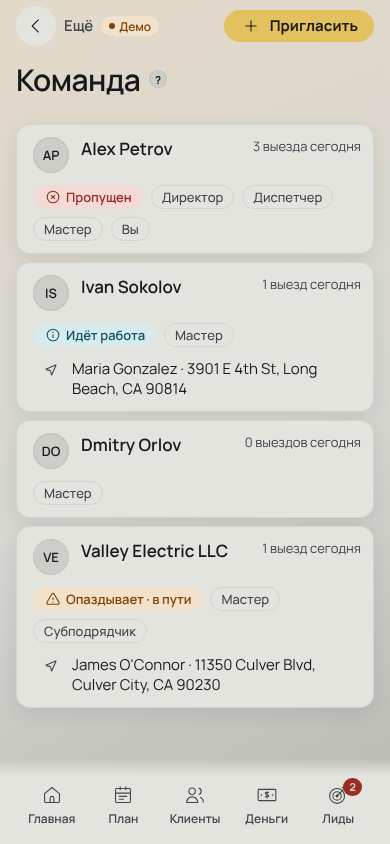 Ещё
Демо
Пригласить
Команда ?
AP
Alex Petrov
3 выезда сегодня
Пропущен
Директор
Диспетчер
Мастер
Вы
IS
Ivan Sokolov
1 выезд сегодня
Идёт работа
Мастер
Maria Gonzalez · 3901 E 4th St, Long
Beach, CA 90814
DO
Dmitry Orlov
0 выездов сегодня
Мастер
VE
Valley Electric LLC
1 выезд сегодня
Опаздывает · в пути
Мастер
Субподрядчик
James O'Connor · 11350 Culver Blvd,
Culver City, CA 90230
Главная
План
Клиенты
Деньги
2
Лиды